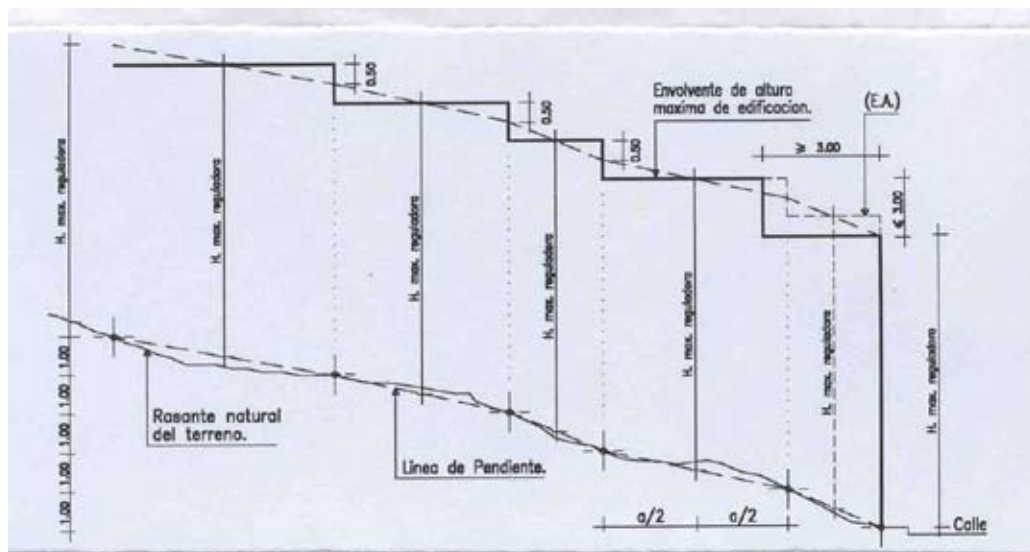 0.50
0.50
0.50
Envolvente de altura
maxima de edificacion.
(E.A.)
3.00
3.00
H. max. reguladora
H. max. reguladora
H. max. reguladora
H. max. reguladora
H. max. reguladora
H. max. reguladora
H. max. reguladora
1.00
1.00
1.00
1.00
1.00
Rasante natural
del terreno.
Linea de Pendiente.
a/2
a/2
Calle